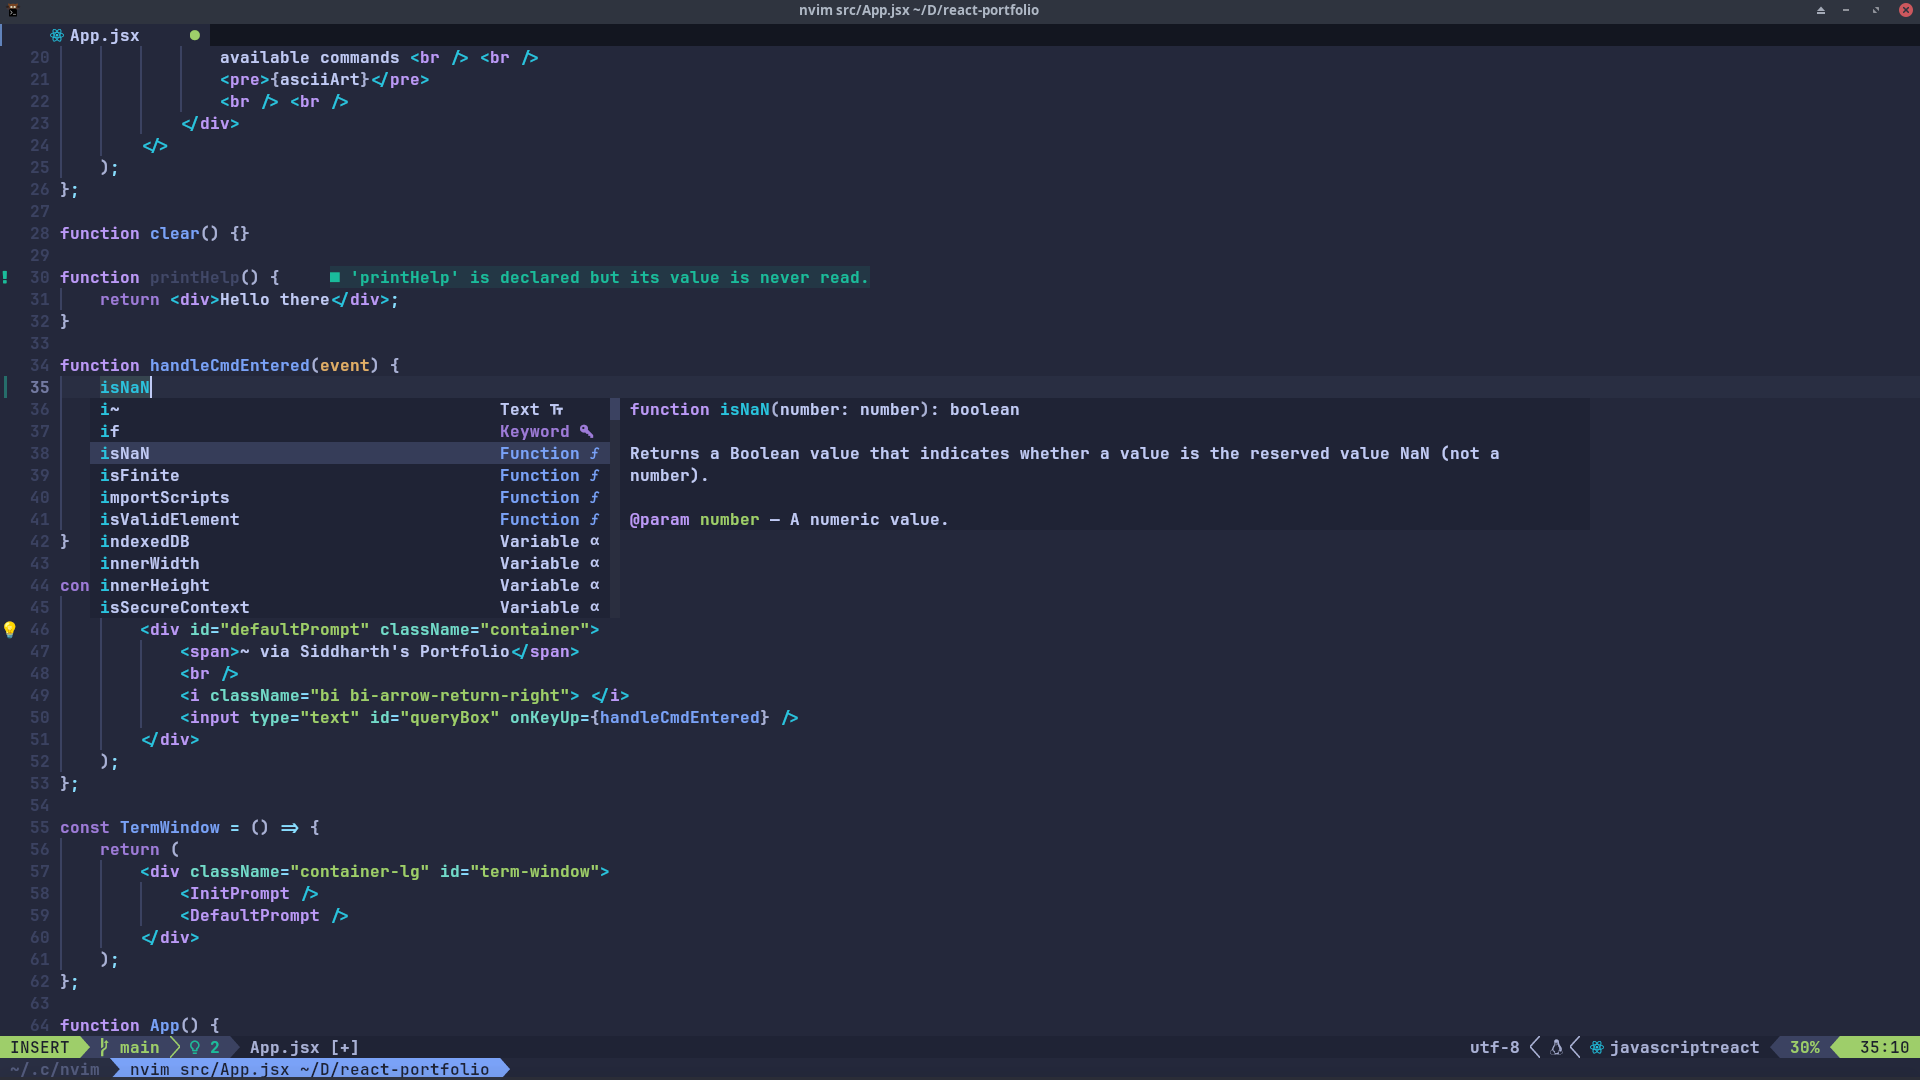 nvim src/App.jsx ~/D/react-portfolio
App.jsx
20 available commands <br /> <br />
21 <pre>{asciiArt}</pre>
22 <br /> <br />
23 </div>
24 </>
25 );
26 };
27
28 function clear() {}
29
30 function printHelp() { ■ 'printHelp' is declared but its value is never read.
31 return <div>Hello there</div>;
32 }
33
34 function handleCmdEntered(event) {
35 isNaN
36 i~ Text function isNaN(number: number): boolean
37 if Keyword
38 isNaN Function Returns a Boolean value that indicates whether a value is the reserved value NaN (not a
39 isFinite Function number).
40 importScripts Function
41 isValidElement Function @param number — A numeric value.
42 } indexedDB Variable α
43 innerWidth Variable α
44 con innerHeight Variable α
45 isSecureContext Variable α
46 <div id="defaultPrompt" className="container">
47 <span>~ via Siddharth's Portfolio</span>
48 <br />
49 <i className="bi bi-arrow-return-right"> </i>
50 <input type="text" id="queryBox" onKeyUp={handleCmdEntered} />
51 </div>
52 );
53 };
54
55 const TermWindow = () => {
56 return (
57 <div className="container-lg" id="term-window">
58 <InitPrompt />
59 <DefaultPrompt />
60 </div>
61 );
62 };
63
64 function App() {
INSERT main 2 App.jsx [+] utf-8 javascriptreact 30% 35:10
~/.c/nvim nvim src/App.jsx ~/D/react-portfolio